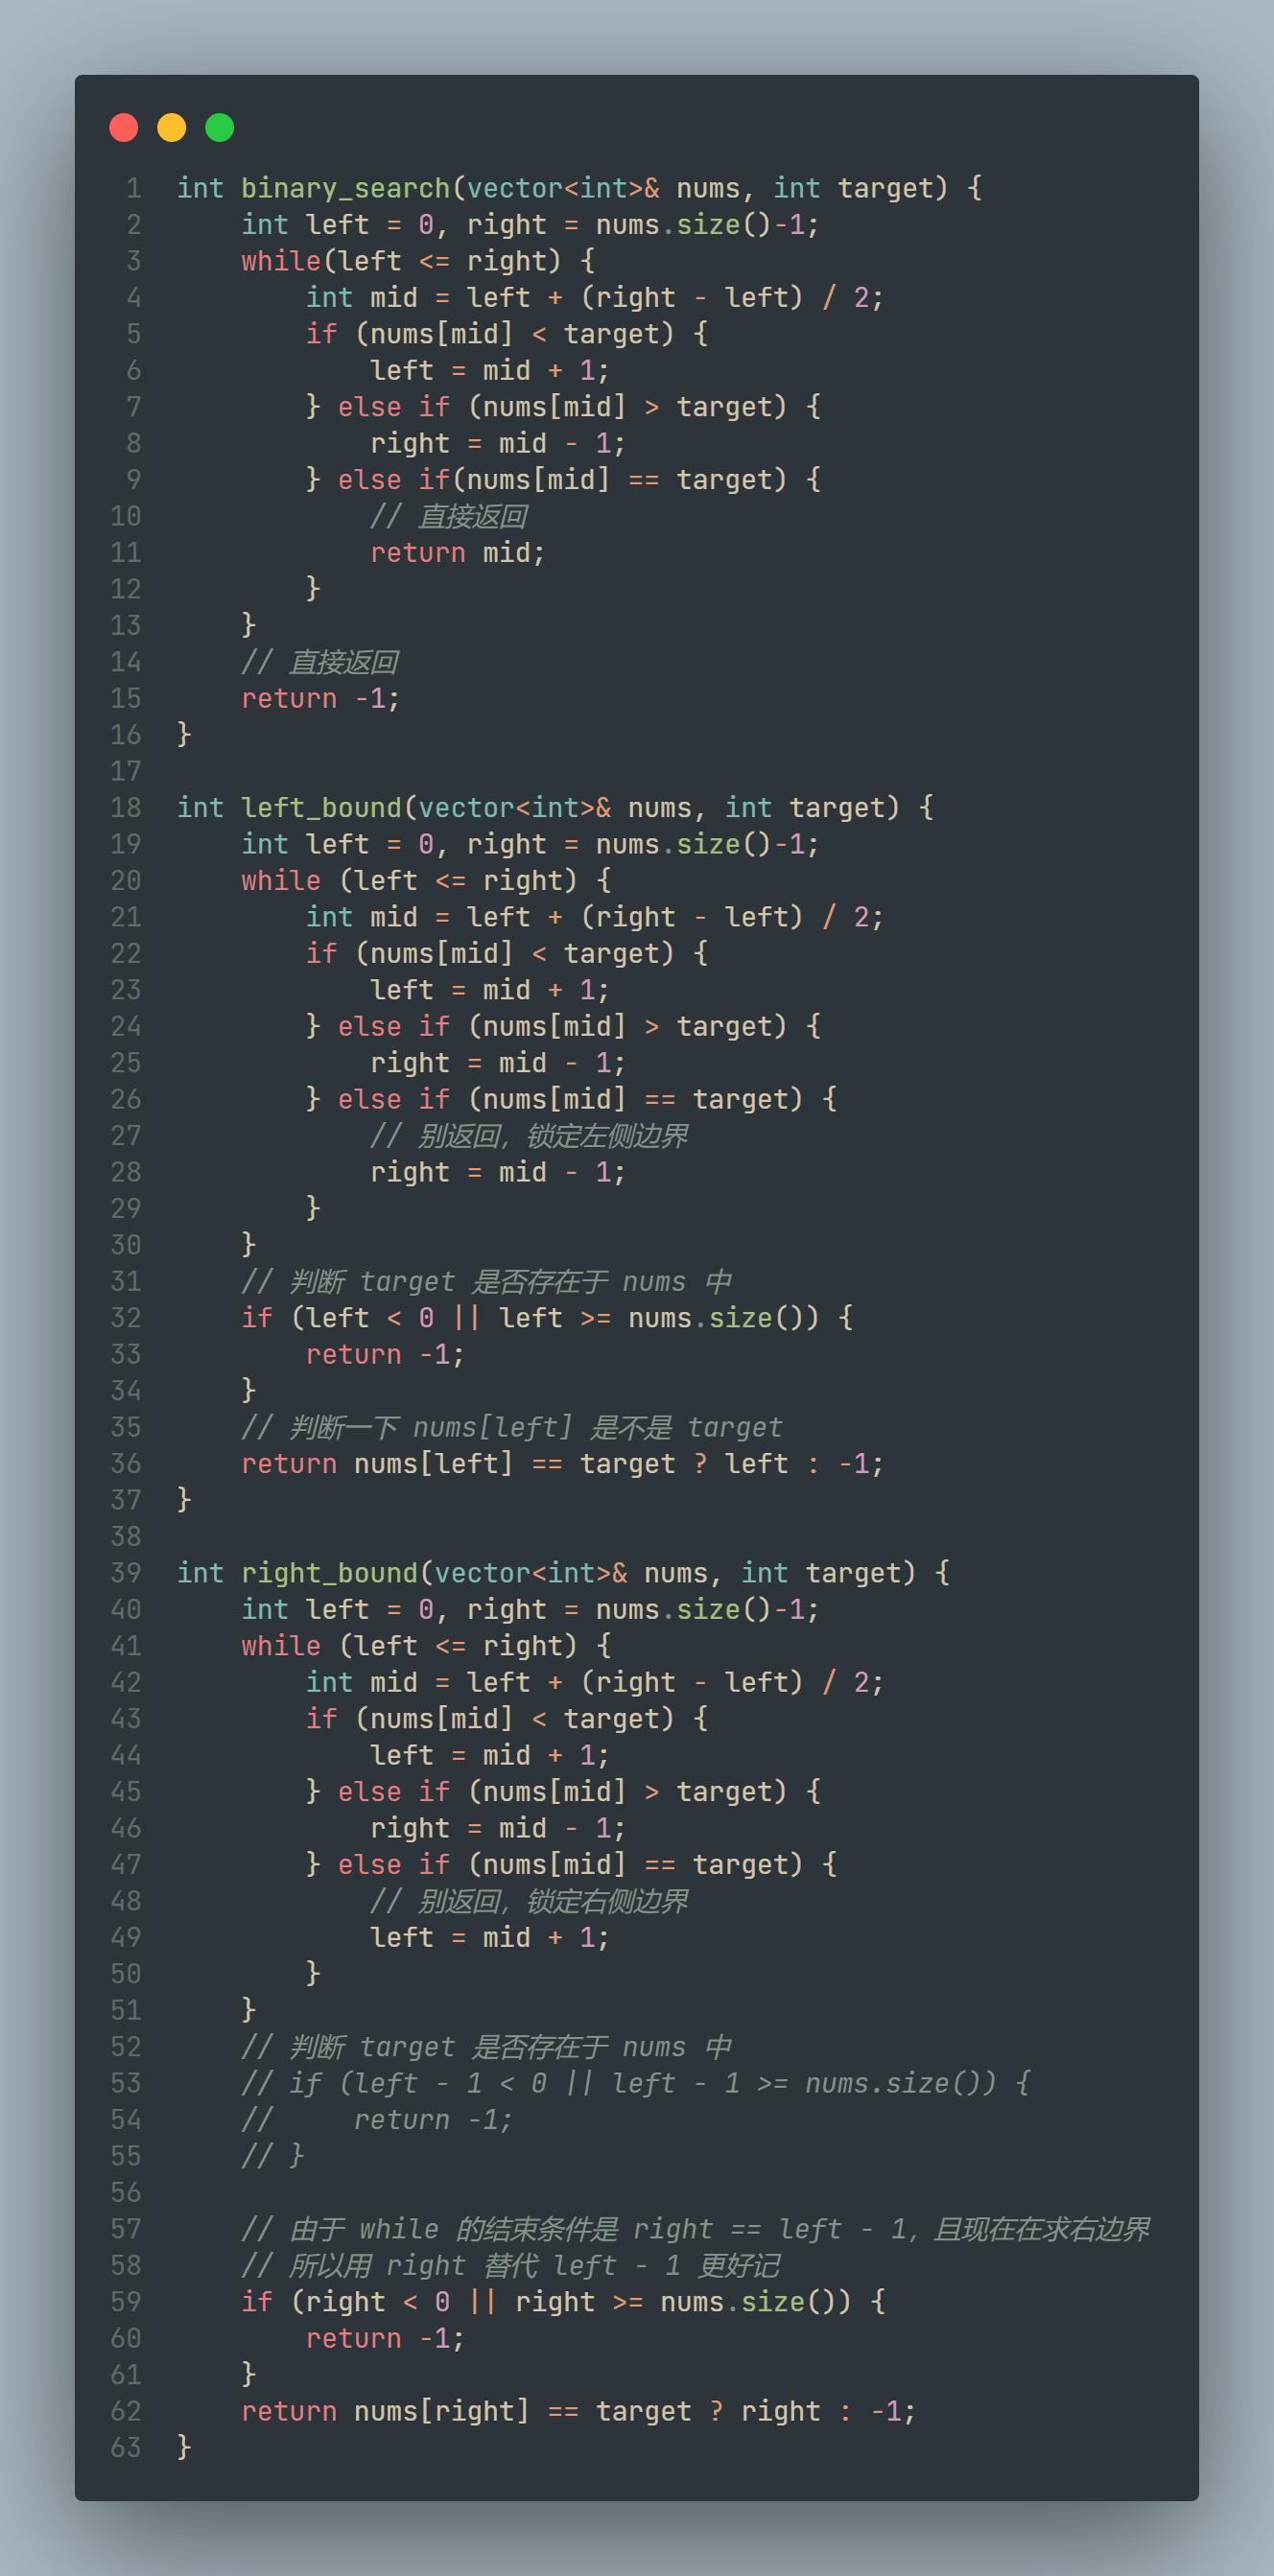 1 int binary_search(vector<int>& nums, int target) {
2     int left = 0, right = nums.size()-1;
3     while(left <= right) {
4         int mid = left + (right - left) / 2;
5         if (nums[mid] < target) {
6             left = mid + 1;
7         } else if (nums[mid] > target) {
8             right = mid - 1;
9         } else if(nums[mid] == target) {
10             // 直接返回
11             return mid;
12         }
13     }
14     // 直接返回
15     return -1;
16 }
17
18 int left_bound(vector<int>& nums, int target) {
19     int left = 0, right = nums.size()-1;
20     while (left <= right) {
21         int mid = left + (right - left) / 2;
22         if (nums[mid] < target) {
23             left = mid + 1;
24         } else if (nums[mid] > target) {
25             right = mid - 1;
26         } else if (nums[mid] == target) {
27             // 别返回，锁定左侧边界
28             right = mid - 1;
29         }
30     }
31     // 判断 target 是否存在于 nums 中
32     if (left < 0 || left >= nums.size()) {
33         return -1;
34     }
35     // 判断一下 nums[left] 是不是 target
36     return nums[left] == target ? left : -1;
37 }
38
39 int right_bound(vector<int>& nums, int target) {
40     int left = 0, right = nums.size()-1;
41     while (left <= right) {
42         int mid = left + (right - left) / 2;
43         if (nums[mid] < target) {
44             left = mid + 1;
45         } else if (nums[mid] > target) {
46             right = mid - 1;
47         } else if (nums[mid] == target) {
48             // 别返回，锁定右侧边界
49             left = mid + 1;
50         }
51     }
52     // 判断 target 是否存在于 nums 中
53     // if (left - 1 < 0 || left - 1 >= nums.size()) {
54     //     return -1;
55     // }
56
57     // 由于 while 的结束条件是 right == left - 1，且现在在求右边界
58     // 所以用 right 替代 left - 1 更好记
59     if (right < 0 || right >= nums.size()) {
60         return -1;
61     }
62     return nums[right] == target ? right : -1;
63 }